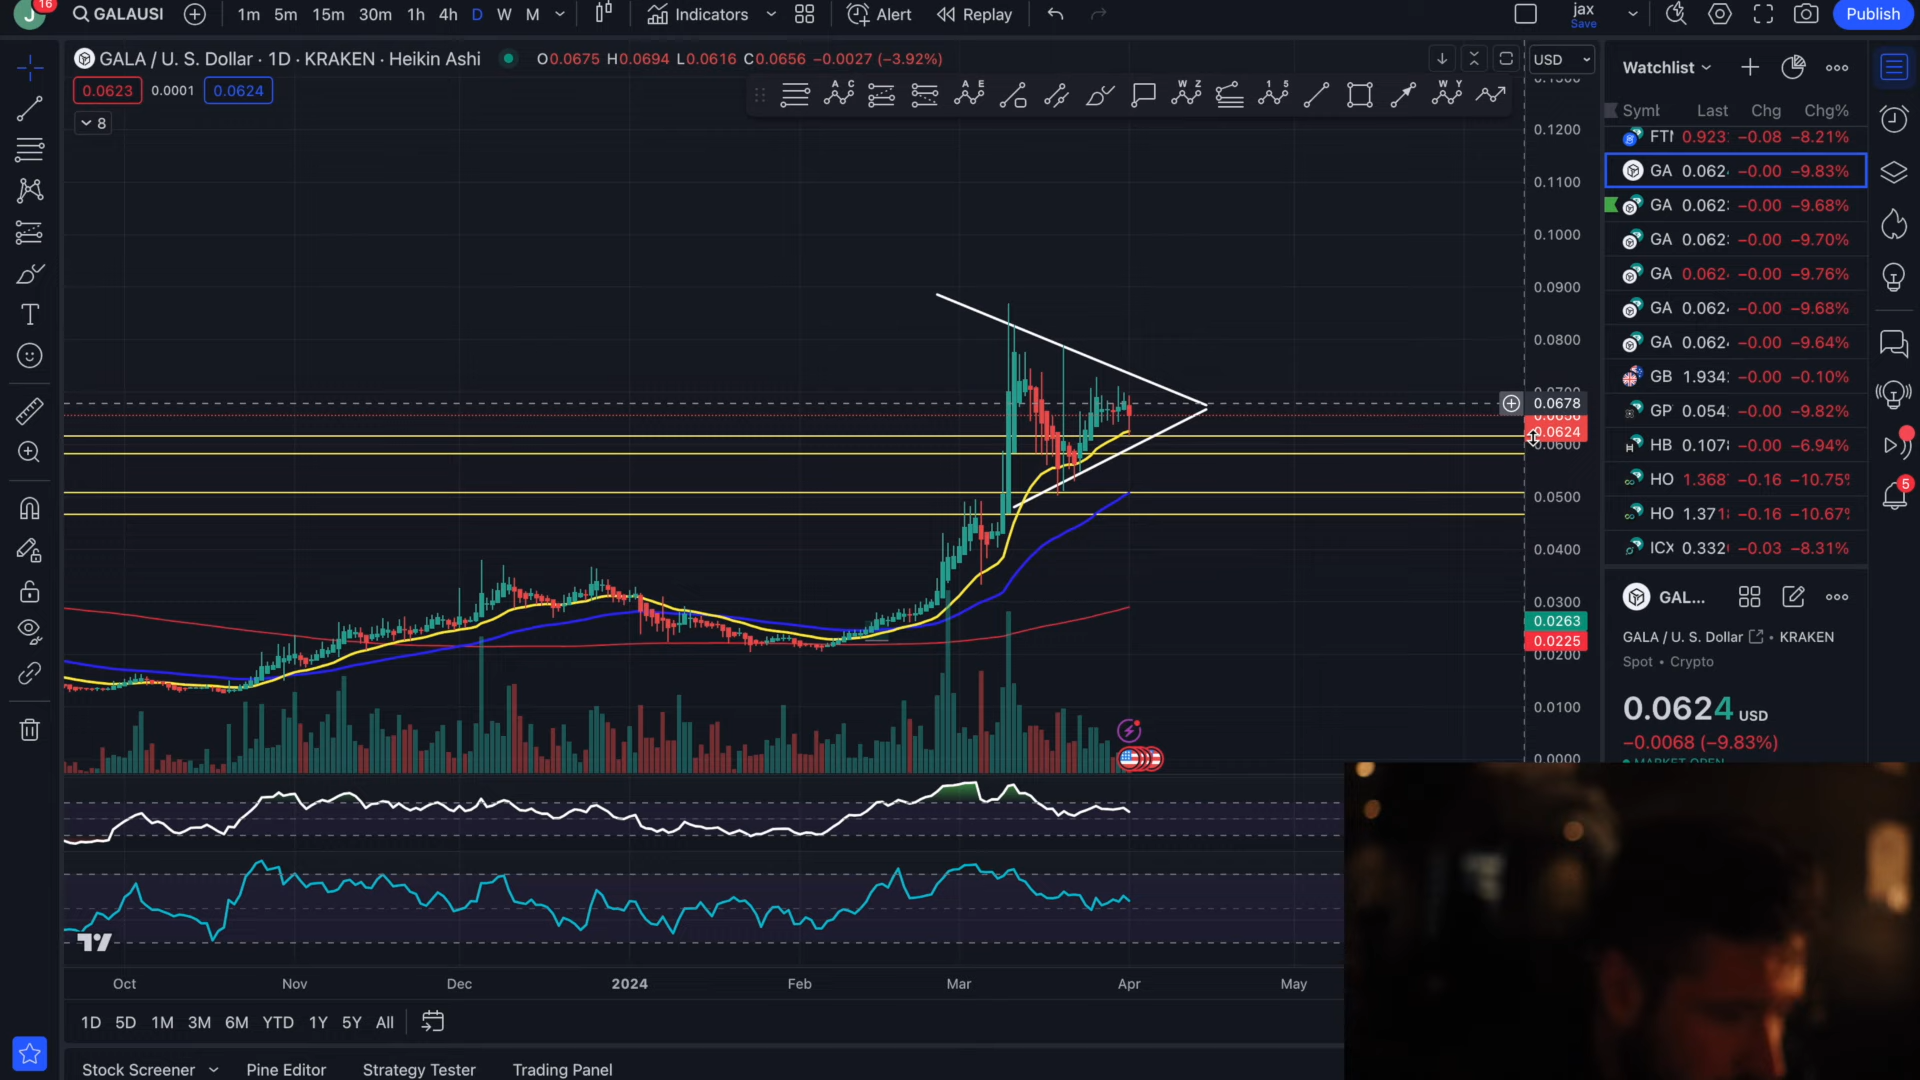 J 16 GALAUSI 1m 5m 15m 30m 1h 4h D W M Indicators Alert Replay jax Save Publish
GALA / U. S. Dollar · 1D · KRAKEN · Heikin Ashi O0.0675 H0.0694 L0.0616 C0.0656 −0.0027 (−3.92%) USD
0.0623 0.0001 0.0624
8
A C A E W Z 1 5 W Y
0.1200
0.1100
0.1000
0.0900
0.0800
0.0678
0.0624
0.0600
0.0500
0.0400
0.0300
0.0263
0.0225
0.0200
0.0100
0.0000
Oct Nov Dec 2024 Feb Mar Apr May
1D 5D 1M 3M 6M YTD 1Y 5Y All
Stock Screener Pine Editor Strategy Tester Trading Panel
Watchlist
Symb Last Chg Chg%
0.923 −0.08 −8.21%
GA 0.062 −0.00 −9.83%
GA 0.062 −0.00 −9.68%
GA 0.062 −0.00 −9.70%
GA 0.062 −0.00 −9.76%
GA 0.062 −0.00 −9.68%
GA 0.062 −0.00 −9.64%
GB 1.934 −0.00 −0.10%
GP 0.054 −0.00 −9.82%
HB 0.107 −0.00 −6.94%
HO 1.368 −0.16 −10.75%
HO 1.37 −0.16 −10.67%
ICX 0.332 −0.03 −8.31%
5
GAL...
GALA / U. S. Dollar • KRAKEN
Spot • Crypto
0.0624 USD
−0.0068 (−9.83%)